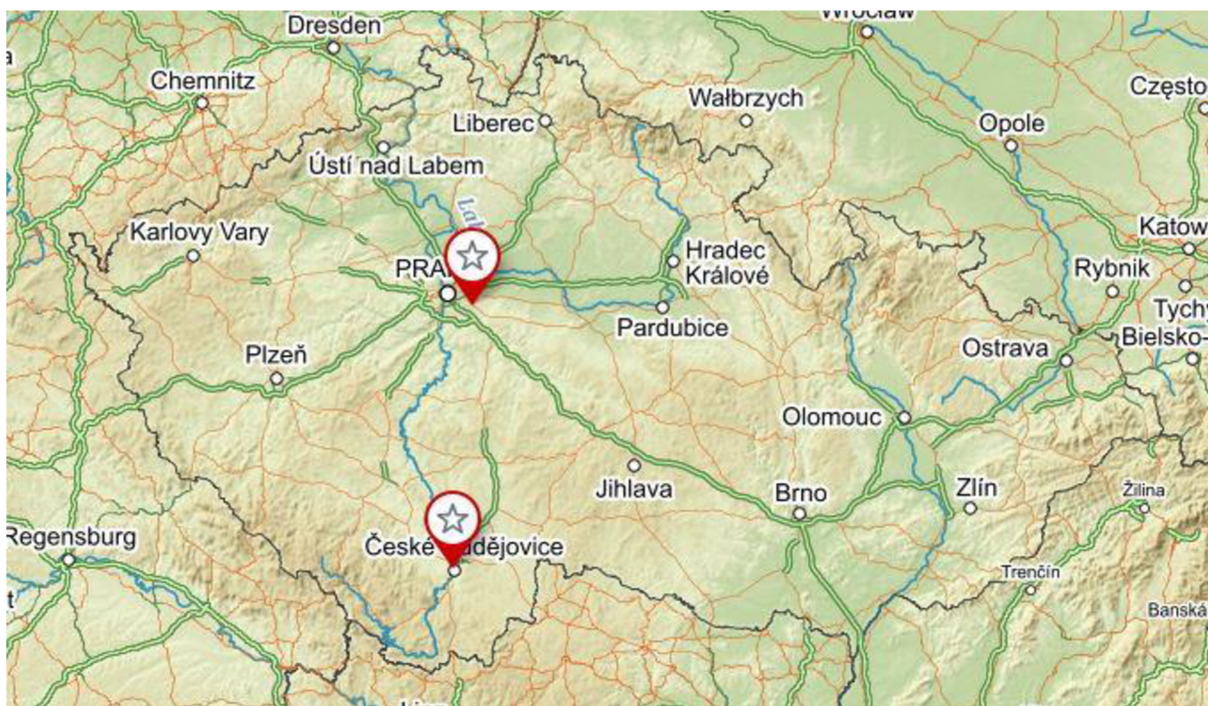 Dresden
Wrocław
Chemnitz
Często
Wałbrzych
Liberec
Opole
Ústí nad Labem
Karlovy Vary
Hradec
Králové
Katow
PRA
Rybnik
Tychy
Pardubice
Bielsko-
Plzeň
Ostrava
Olomouc
Jihlava
Brno
Zlín
Žilina
Regensburg
České dějovice
Trenčín
Banská